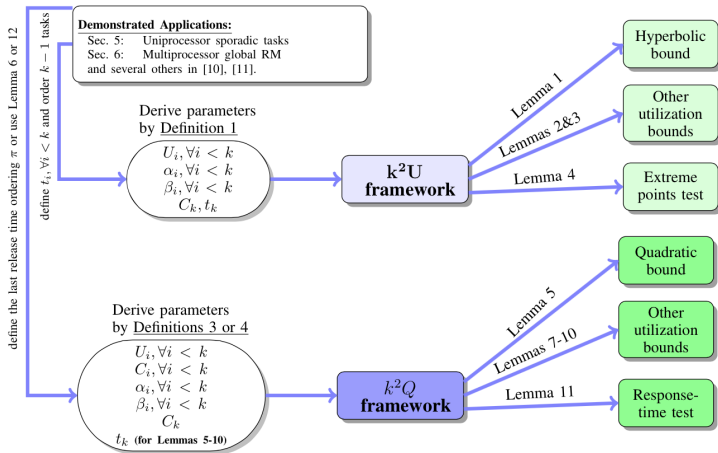 Demonstrated Applications:
Sec. 5: Uniprocessor sporadic tasks
Sec. 6: Multiprocessor global RM
and several others in [10], [11].
define the last release time ordering π or use Lemma 6 or 12
define t_i, ∀i < k and order k − 1 tasks
Derive parameters
by Definition 1
U_i, ∀i < k
α_i, ∀i < k
β_i, ∀i < k
C_k, t_k
k²U
framework
Lemma 1
Lemmas 2&3
Lemma 4
Hyperbolic
bound
Other
utilization
bounds
Extreme
points test
Derive parameters
by Definitions 3 or 4
U_i, ∀i < k
C_i, ∀i < k
α_i, ∀i < k
β_i, ∀i < k
C_k
t_k (for Lemmas 5-10)
k²Q
framework
Lemma 5
Lemmas 7-10
Lemma 11
Quadratic
bound
Other
utilization
bounds
Response-
time test